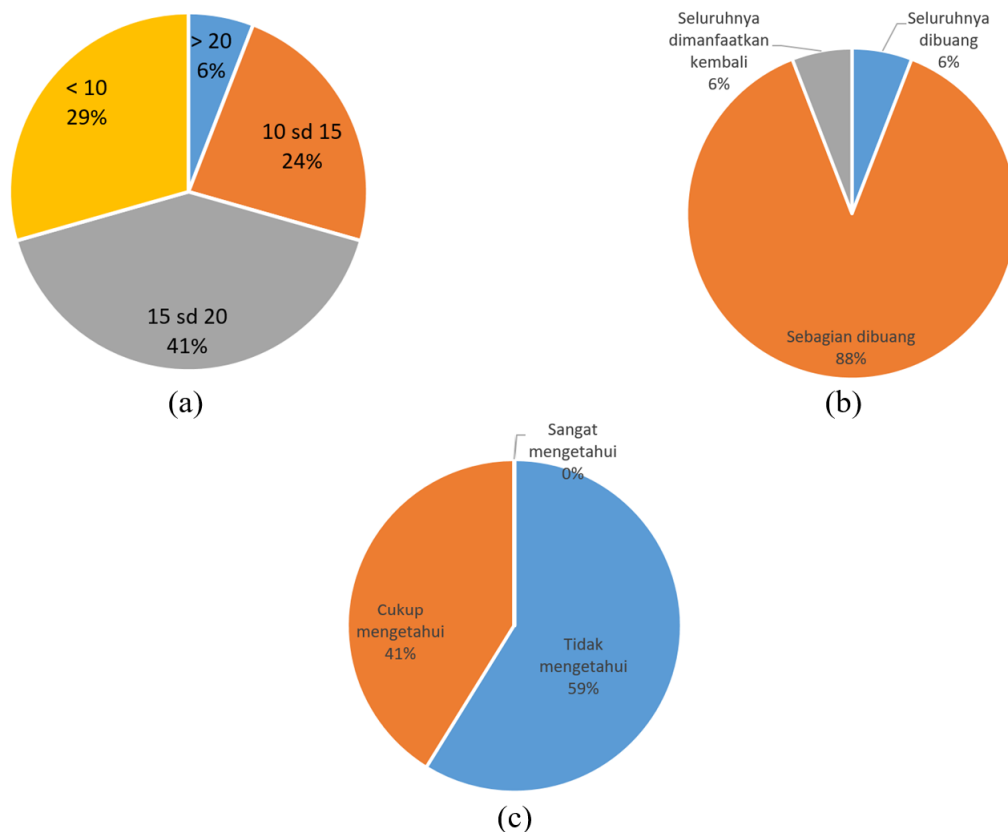 > 20
6%
10 sd 15
24%
15 sd 20
41%
< 10
29%
(a)
Seluruhnya
dibuang
6%
Sebagian dibuang
88%
Seluruhnya
dimanfaatkan
kembali
6%
(b)
Sangat
mengetahui
0%
Tidak
mengetahui
59%
Cukup
mengetahui
41%
(c)